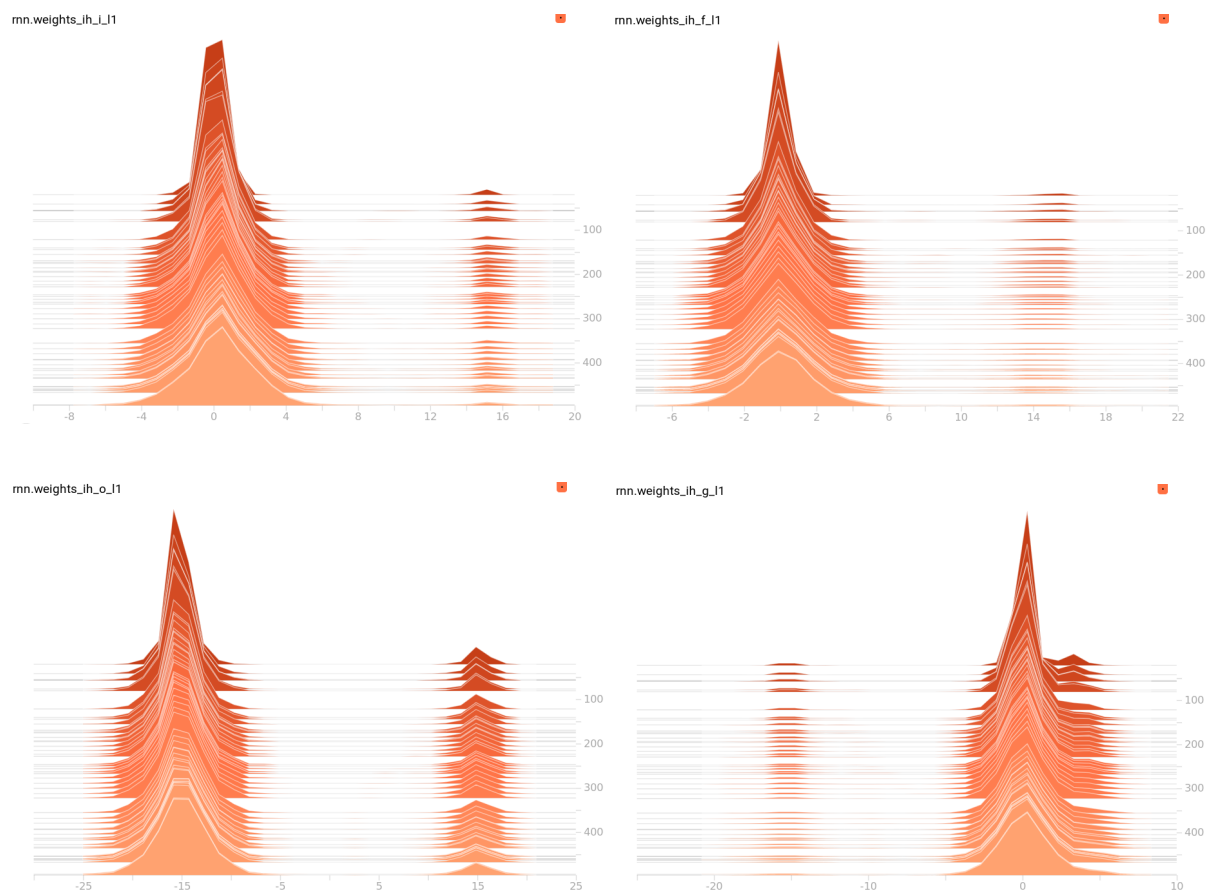 rnn.weights_ih_i_l1
100
200
300
400
-8 -4 0 4 8 12 16 20
rnn.weights_ih_f_l1
100
200
300
400
-6 -2 2 6 10 14 18 22
rnn.weights_ih_o_l1
100
200
300
400
-25 -15 -5 5 15 25
rnn.weights_ih_g_l1
100
200
300
400
-20 -10 0 10